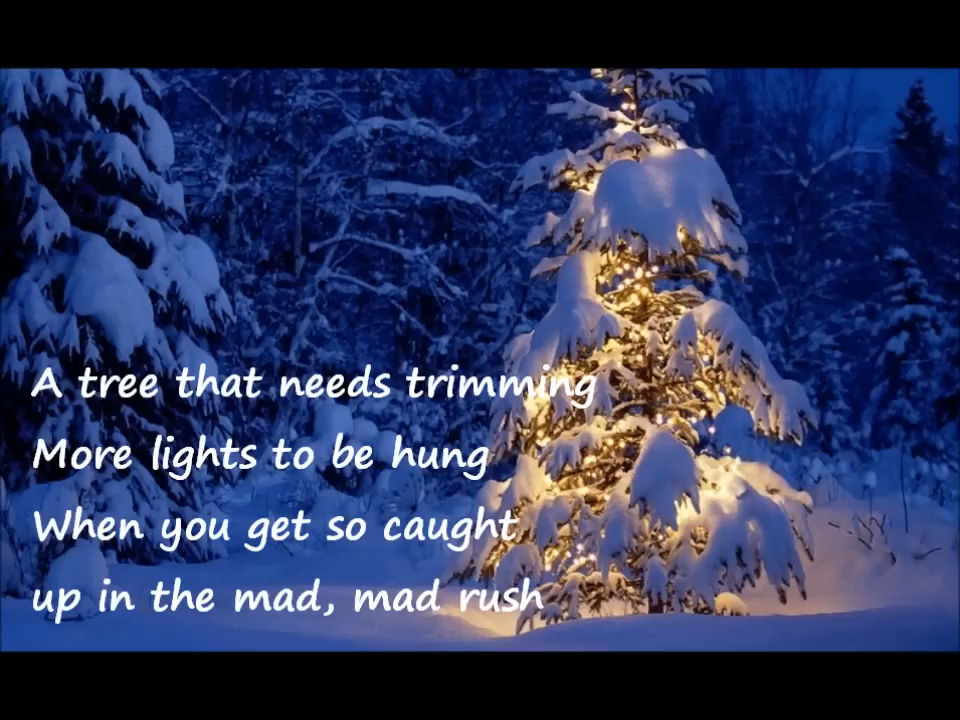 A tree that needs trimming
More lights to be hung
When you get so caught
up in the mad, mad rush